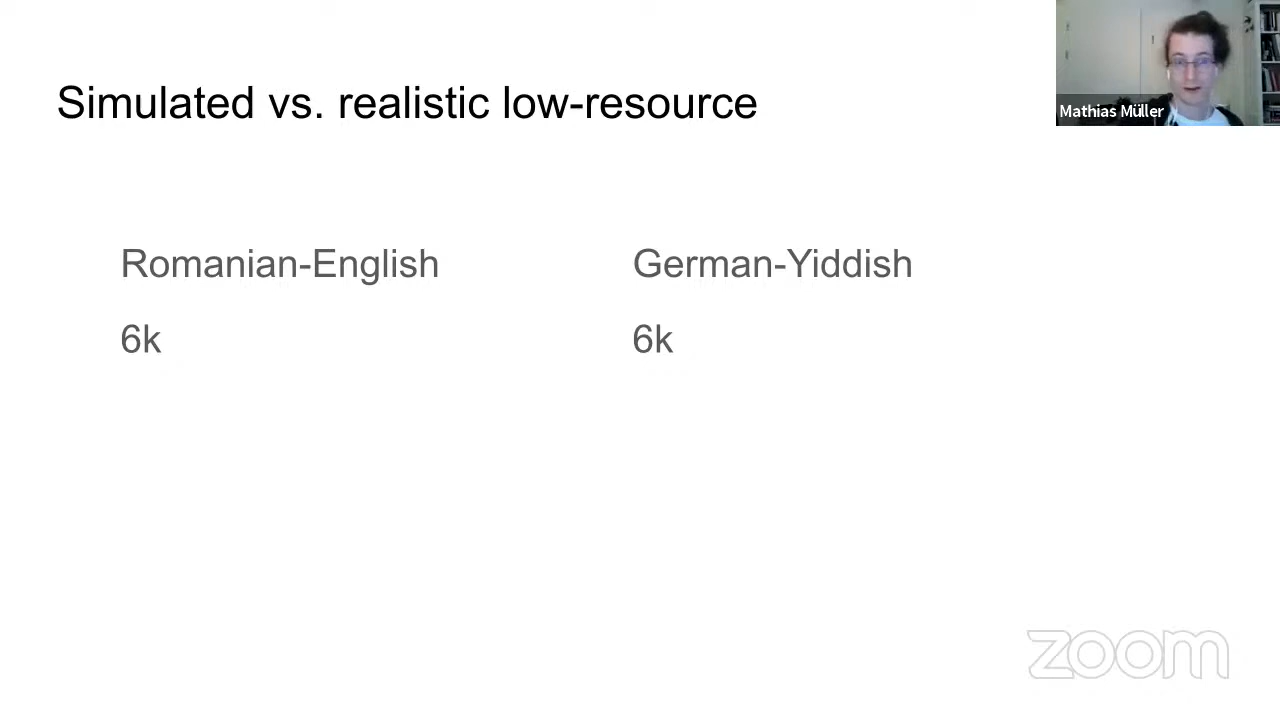 Simulated vs. realistic low-resource
Mathias Müller
Romanian-English
German-Yiddish
6k
6k
zoom